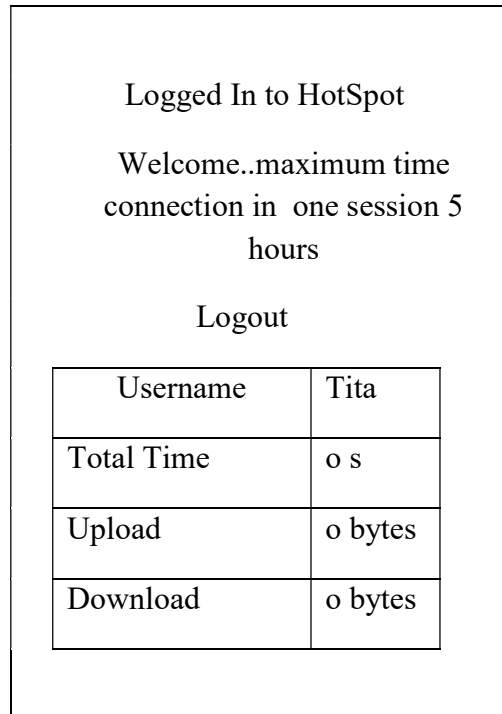 Logged In to HotSpot
Welcome..maximum time
connection in  one session 5
hours
Logout
Username Tita
Total Time o s
Upload o bytes
Download o bytes